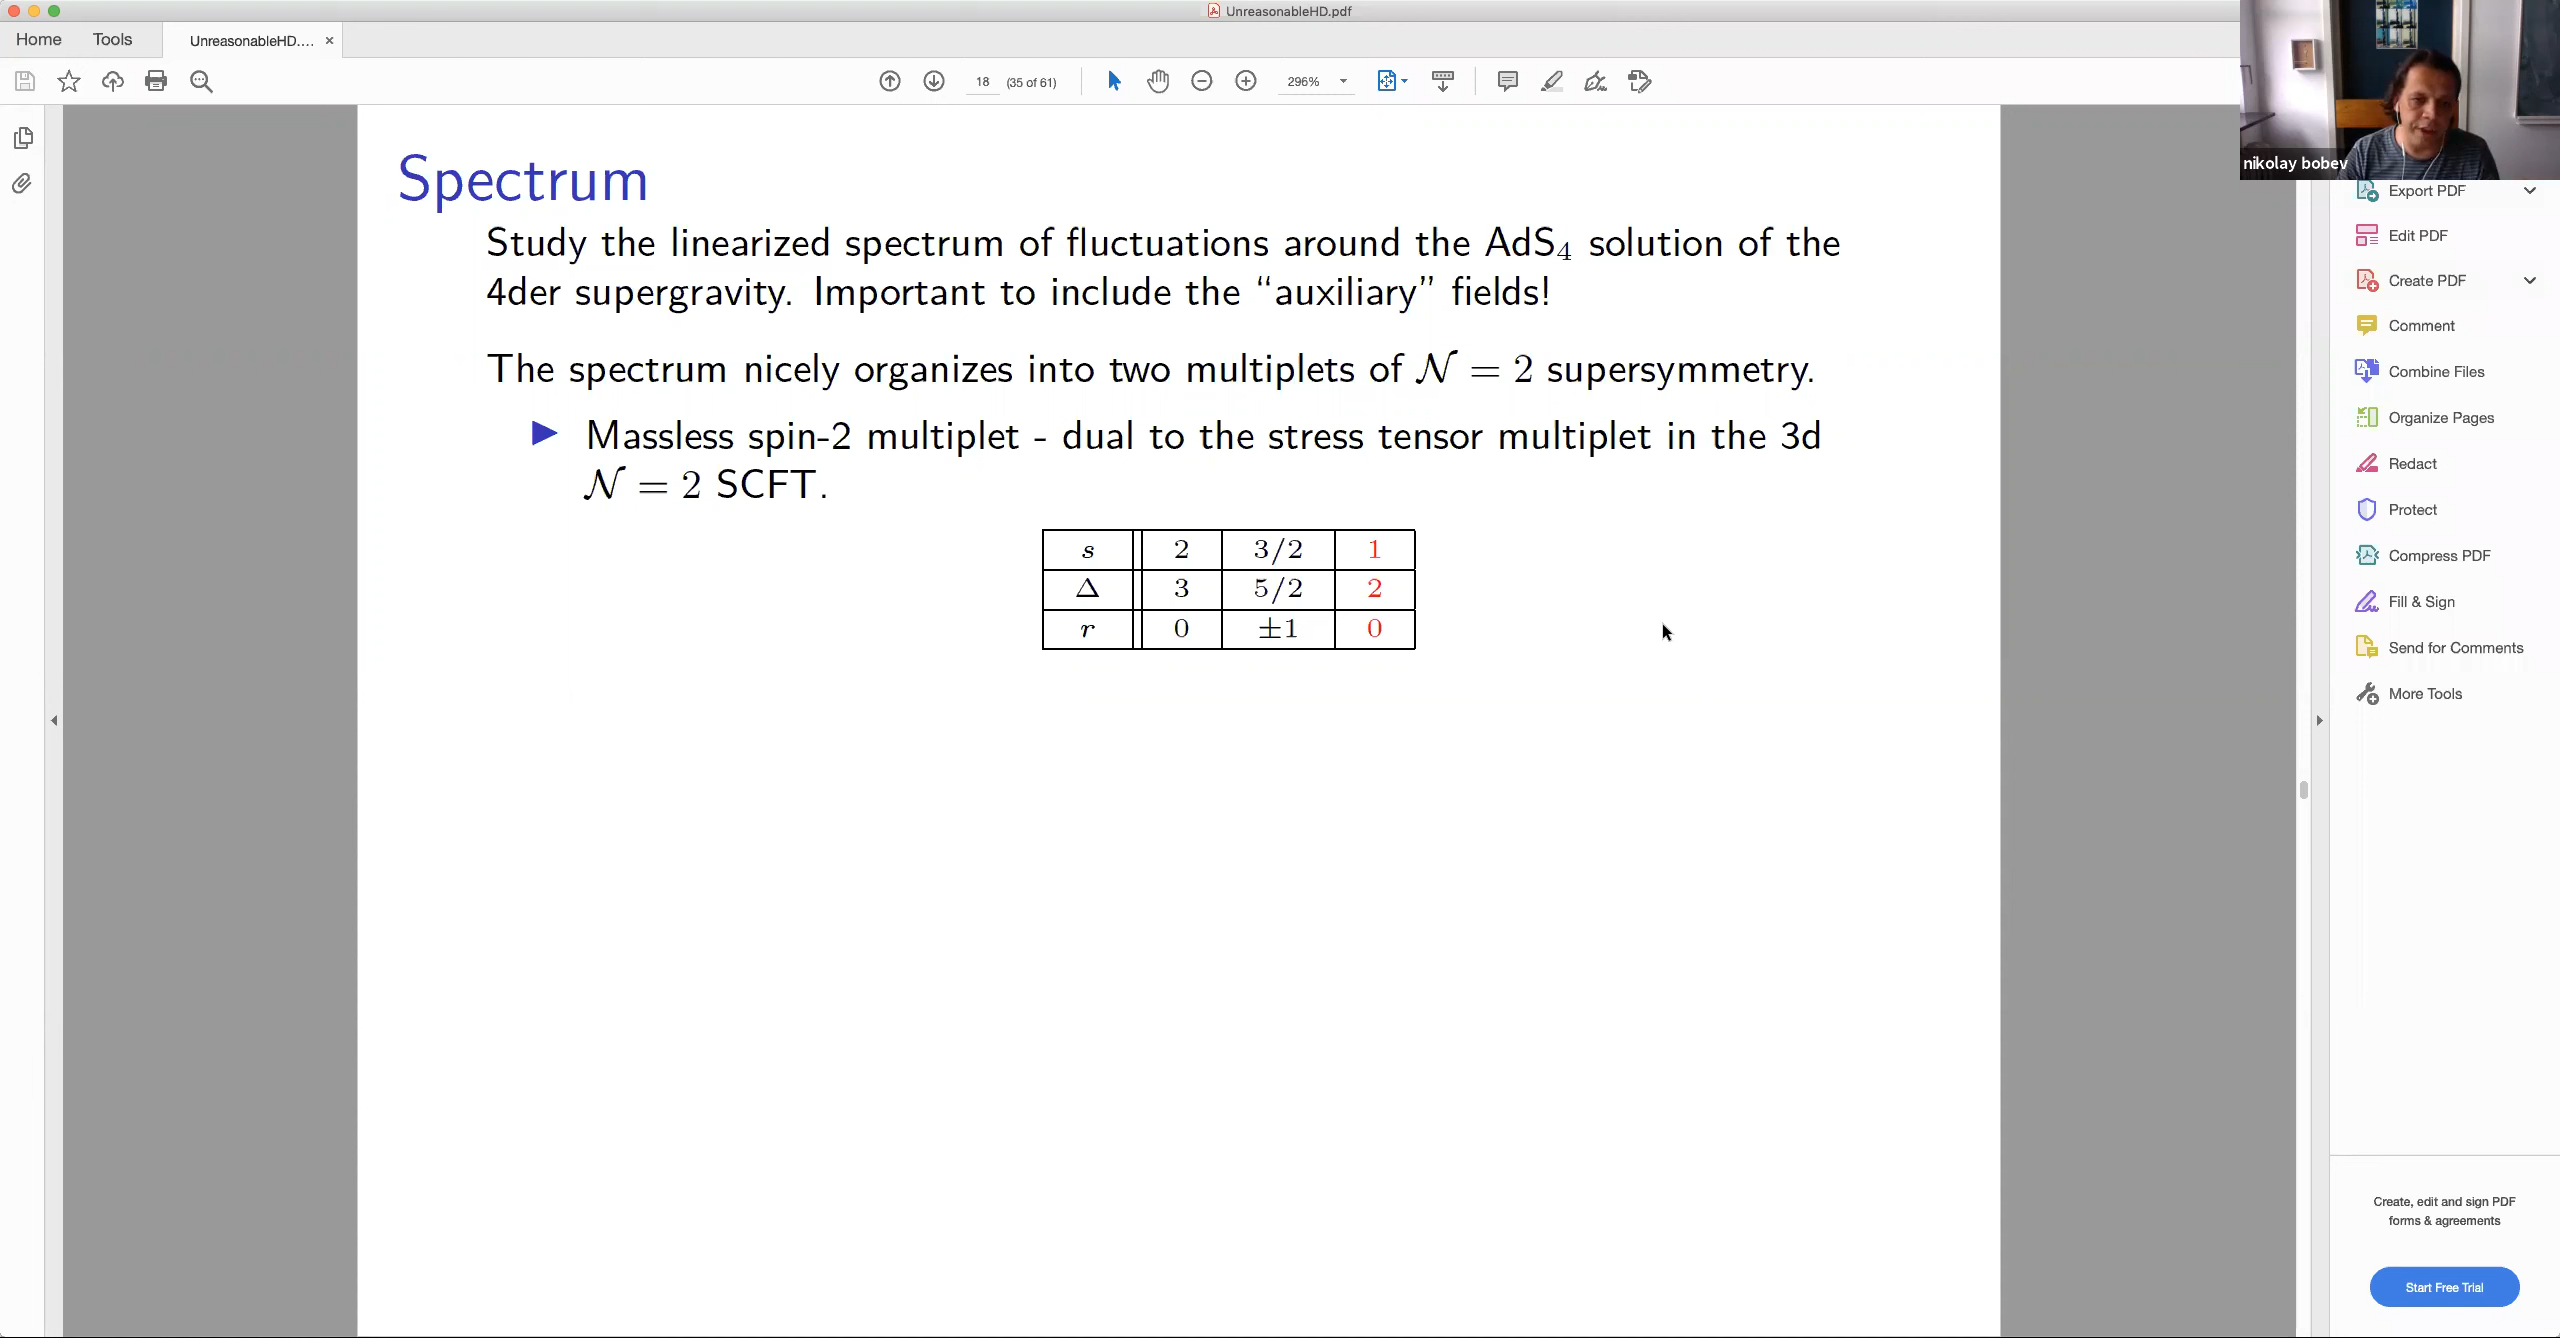 UnreasonableHD.pdf
Home Tools UnreasonableHD.... ×
18 (35 of 61) 296%
nikolay bobev
Spectrum
Study the linearized spectrum of fluctuations around the AdS₄ solution of the
4der supergravity. Important to include the “auxiliary” fields!
The spectrum nicely organizes into two multiplets of 𝒩 = 2 supersymmetry.
▶ Massless spin-2 multiplet - dual to the stress tensor multiplet in the 3d
𝒩 = 2 SCFT.
s 2 3/2 1
Δ 3 5/2 2
r 0 ±1 0
Export PDF
Edit PDF
Create PDF
Comment
Combine Files
Organize Pages
Redact
Protect
Compress PDF
Fill & Sign
Send for Comments
More Tools
Create, edit and sign PDF
forms & agreements
Start Free Trial